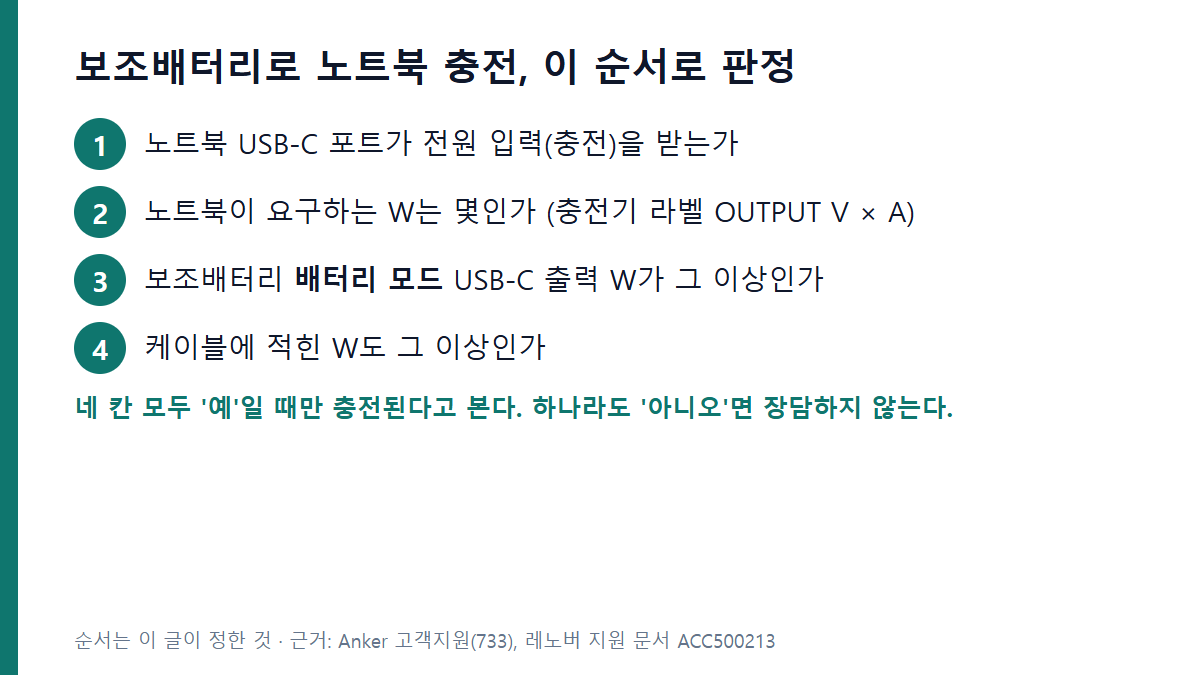 보조배터리로 노트북 충전, 이 순서로 판정
1 노트북 USB-C 포트가 전원 입력(충전)을 받는가
2 노트북이 요구하는 W는 몇인가 (충전기 라벨 OUTPUT V × A)
3 보조배터리 배터리 모드 USB-C 출력 W가 그 이상인가
4 케이블에 적힌 W도 그 이상인가
네 칸 모두 '예'일 때만 충전된다고 본다. 하나라도 '아니오'면 장담하지 않는다.
순서는 이 글이 정한 것 · 근거: Anker 고객지원(733), 레노버 지원 문서 ACC500213